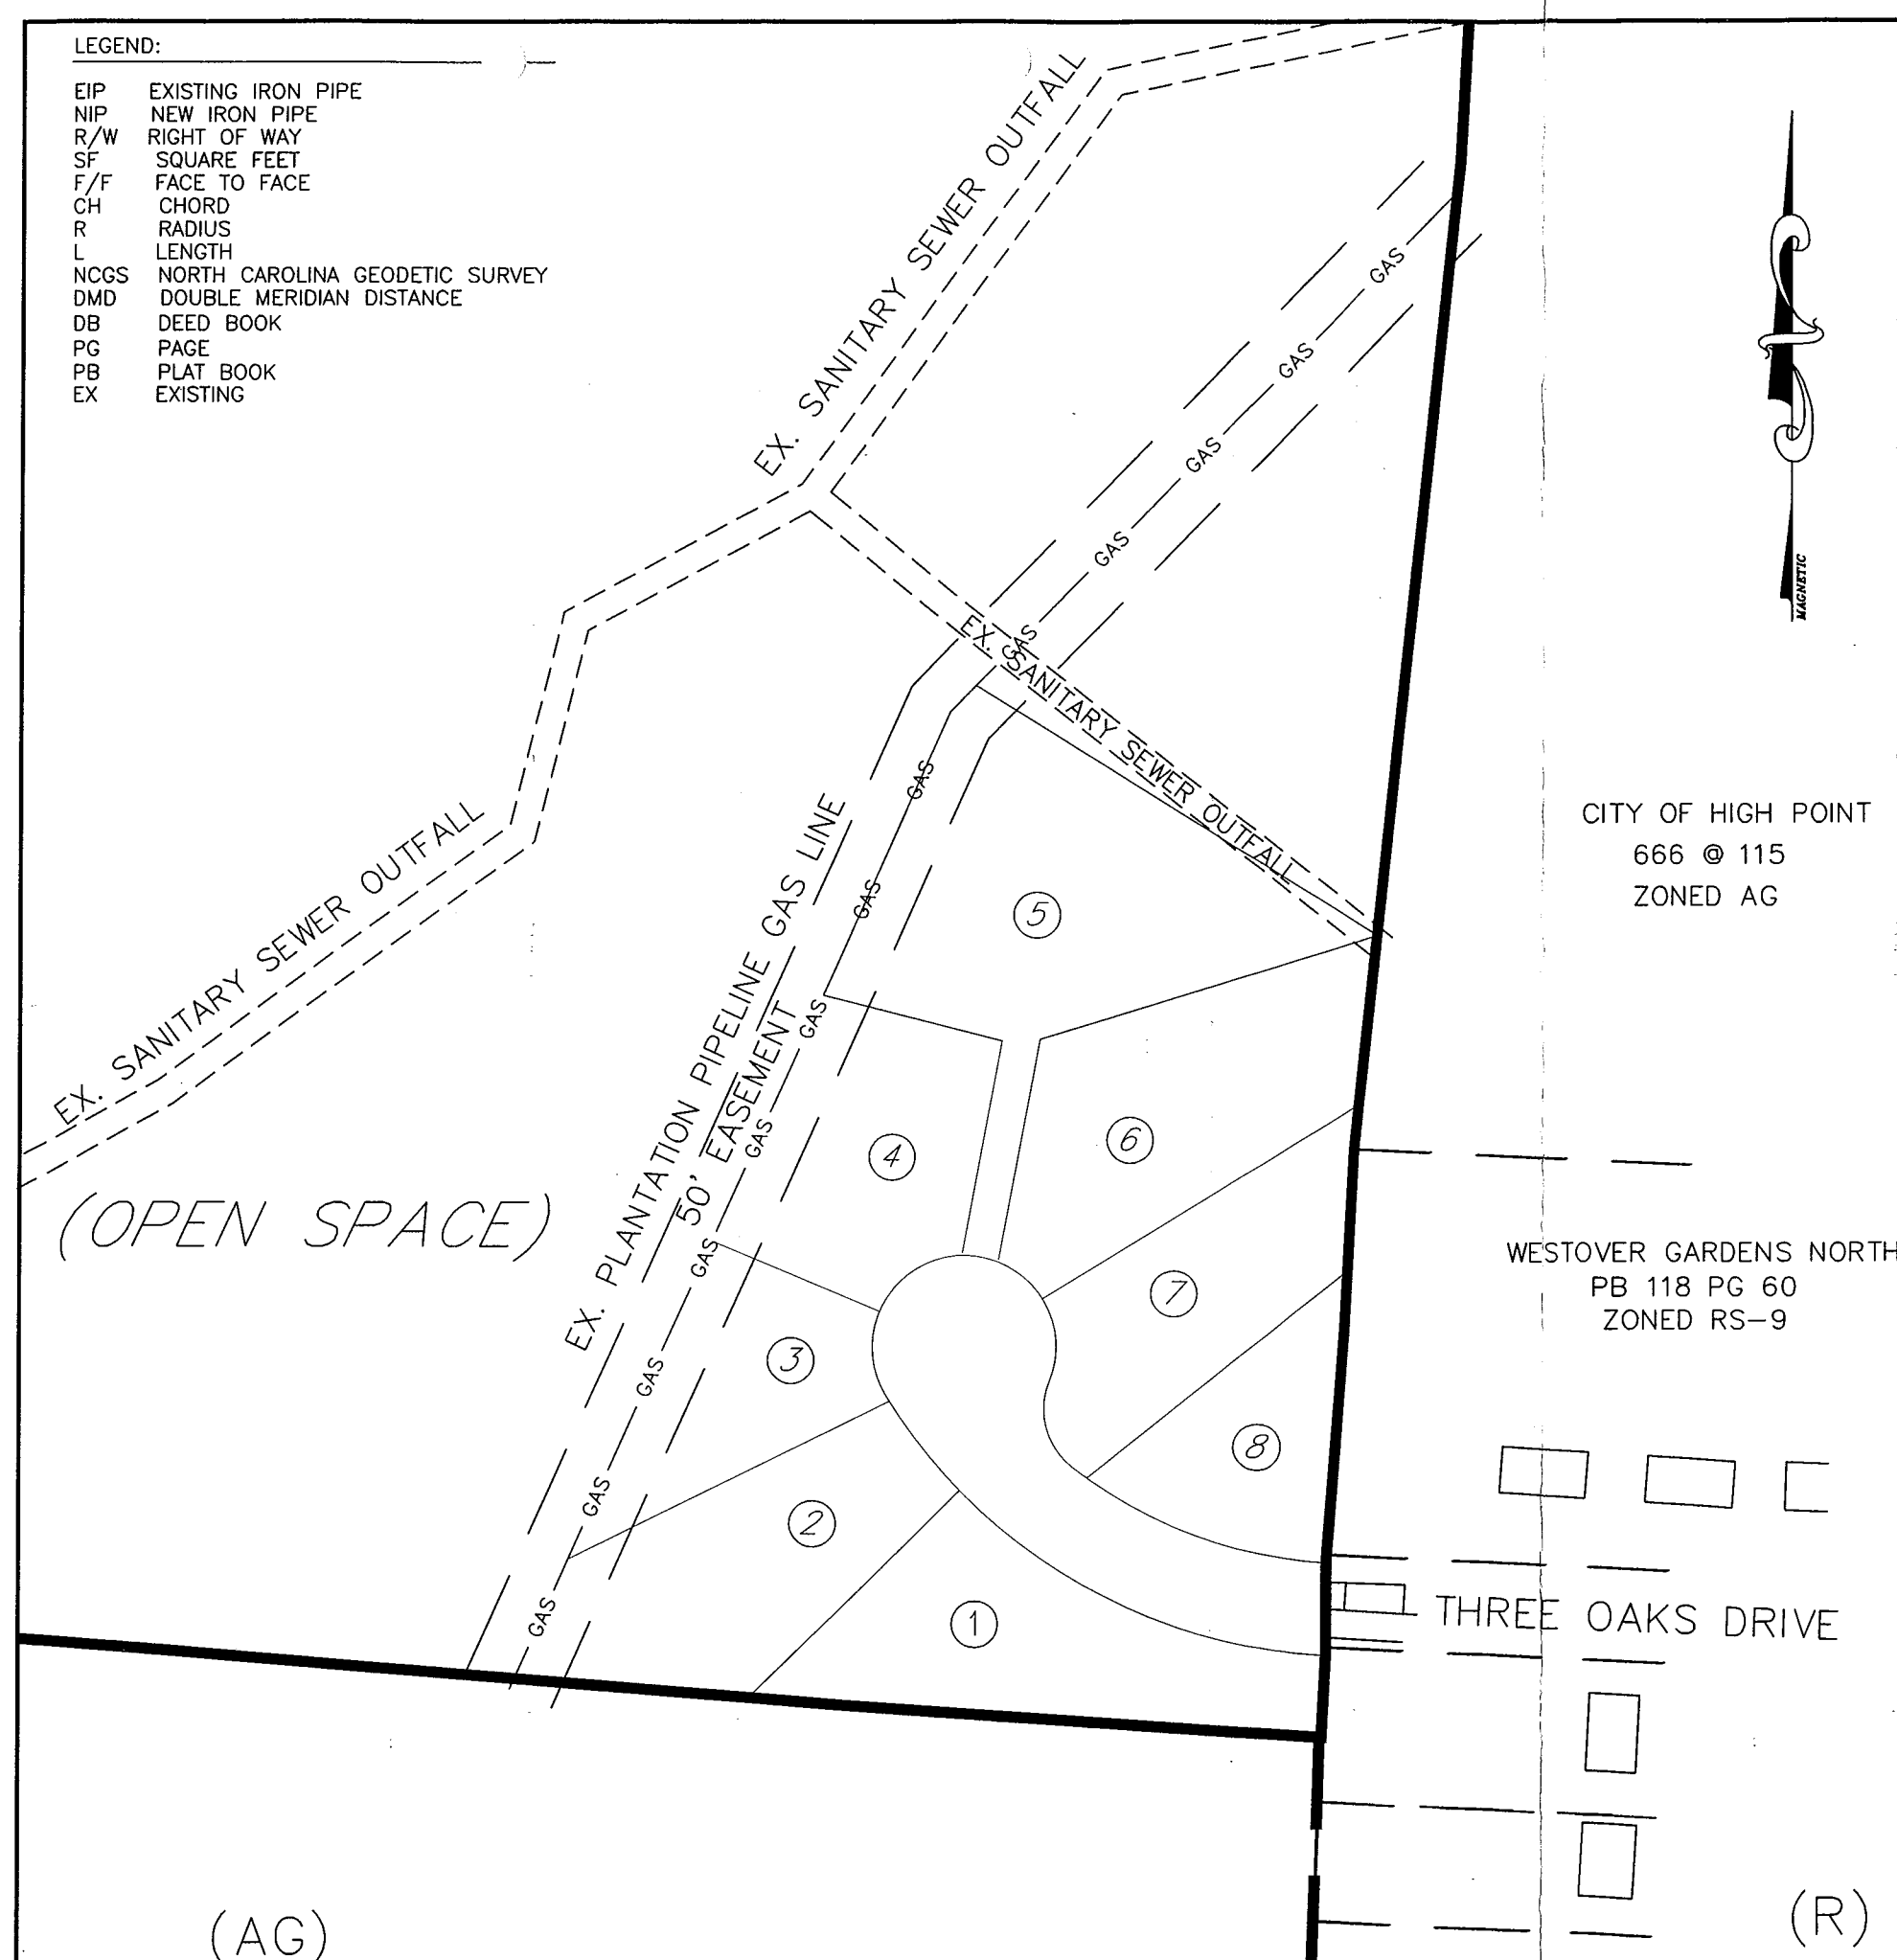 LEGEND:
EIP EXISTING IRON PIPE
NIP NEW IRON PIPE
R/W RIGHT OF WAY
SF SQUARE FEET
F/F FACE TO FACE
CH CHORD
R RADIUS
L LENGTH
NCGS NORTH CAROLINA GEODETIC SURVEY
DMD DOUBLE MERIDIAN DISTANCE
DB DEED BOOK
PG PAGE
PB PLAT BOOK
EX EXISTING
EX. SANITARY SEWER OUTFALL
GAS
GAS
GAS
GAS
GAS
EX. SANITARY SEWER OUTFALL
MAGNETIC
GAS
GAS
GAS
GAS
GAS
GAS
GAS
GAS
EX. PLANTATION PIPELINE GAS LINE
50' EASEMENT
EX. SANITARY SEWER OUTFALL
CITY OF HIGH POINT
666 @ 115
ZONED AG
5
4
6
(OPEN SPACE)
WESTOVER GARDENS NORTH
PB 118 PG 60
ZONED RS-9
7
3
8
2
1
THREE OAKS DRIVE
(AG)
(R)